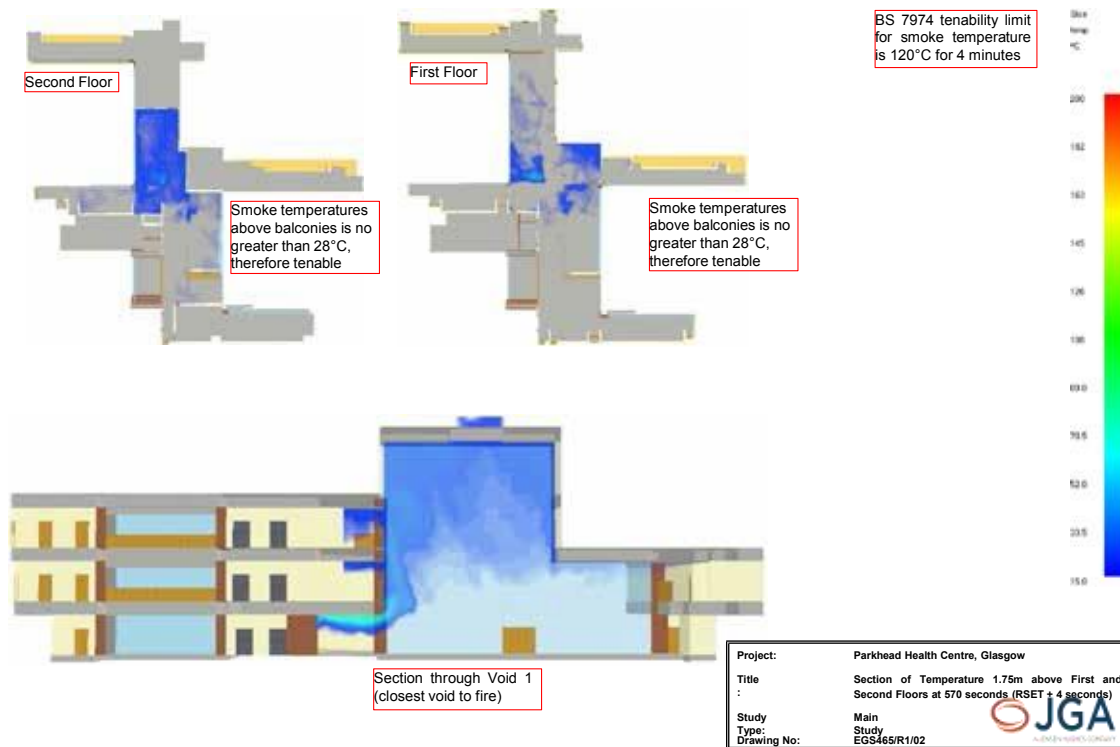 Second Floor
Smoke temperatures
above balconies is no
greater than 28°C,
therefore tenable
First Floor
Smoke temperatures
above balconies is no
greater than 28°C,
therefore tenable
BS 7974 tenability limit
for smoke temperature
is 120°C for 4 minutes
Slice
temp
°C
200
182
163
145
126
108
89.0
70.5
52.0
33.5
15.0
Section through Void 1
(closest void to fire)
Project: Parkhead Health Centre, Glasgow
Title Section of Temperature 1.75m above First and
: Second Floors at 570 seconds (RSET + 4 seconds)
Study Main
Type: Study
Drawing No: EGS465/R1/02
JGA